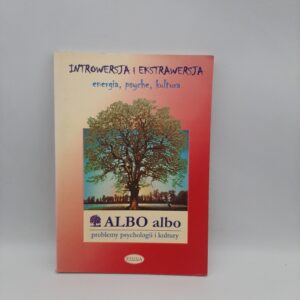 INTROWERSJA i EKSTRAWERSJA
energia, psyche, kultura
ALBO albo
problemy psychologii i kultury